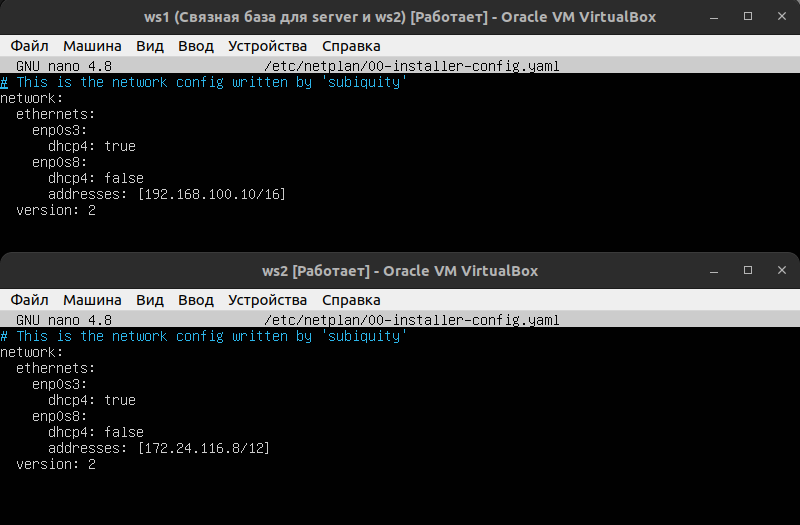 ws1 (Связная база для server и ws2) [Работает] - Oracle VM VirtualBox
Файл Машина Вид Ввод Устройства Справка
GNU nano 4.8 /etc/netplan/00-installer-config.yaml
# This is the network config written by 'subiquity'
network:
  ethernets:
    enp0s3:
      dhcp4: true
    enp0s8:
      dhcp4: false
      addresses: [192.168.100.10/16]
  version: 2
ws2 [Работает] - Oracle VM VirtualBox
Файл Машина Вид Ввод Устройства Справка
GNU nano 4.8 /etc/netplan/00-installer-config.yaml
# This is the network config written by 'subiquity'
network:
  ethernets:
    enp0s3:
      dhcp4: true
    enp0s8:
      dhcp4: false
      addresses: [172.24.116.8/12]
  version: 2